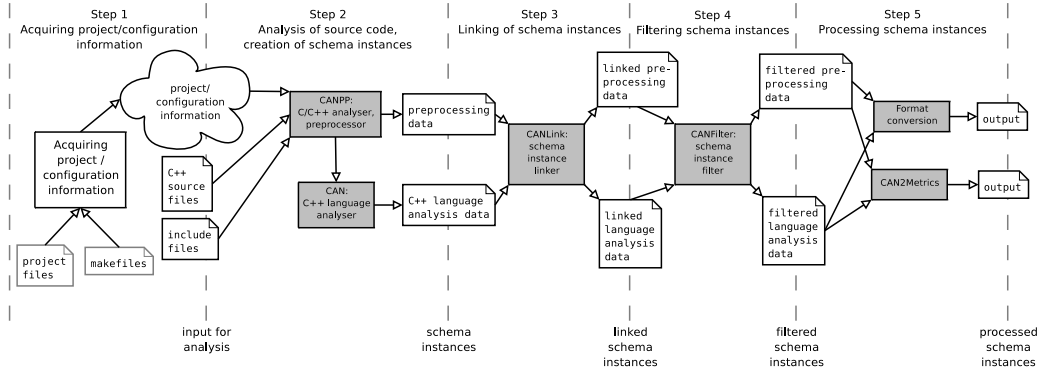 Step 1
Acquiring project/configuration
information
Step 2
Analysis of source code,
creation of schema instances
Step 3
Linking of schema instances
Step 4
Filtering schema instances
Step 5
Processing schema instances
project/
configuration
information
Acquiring
project /
configuration
information
project
files
makefiles
C++
source
files
include
files
CANPP:
C/C++ analyser,
preprocessor
CAN:
C++ language
analyser
preprocessing
data
C++ language
analysis data
CANLink:
schema
instance
linker
linked pre-
processing
data
linked
language
analysis
data
CANFilter:
schema
instance
filter
filtered pre-
processing
data
filtered
language
analysis
data
Format
conversion
CAN2Metrics
output
output
input for
analysis
schema
instances
linked
schema
instances
filtered
schema
instances
processed
schema
instances